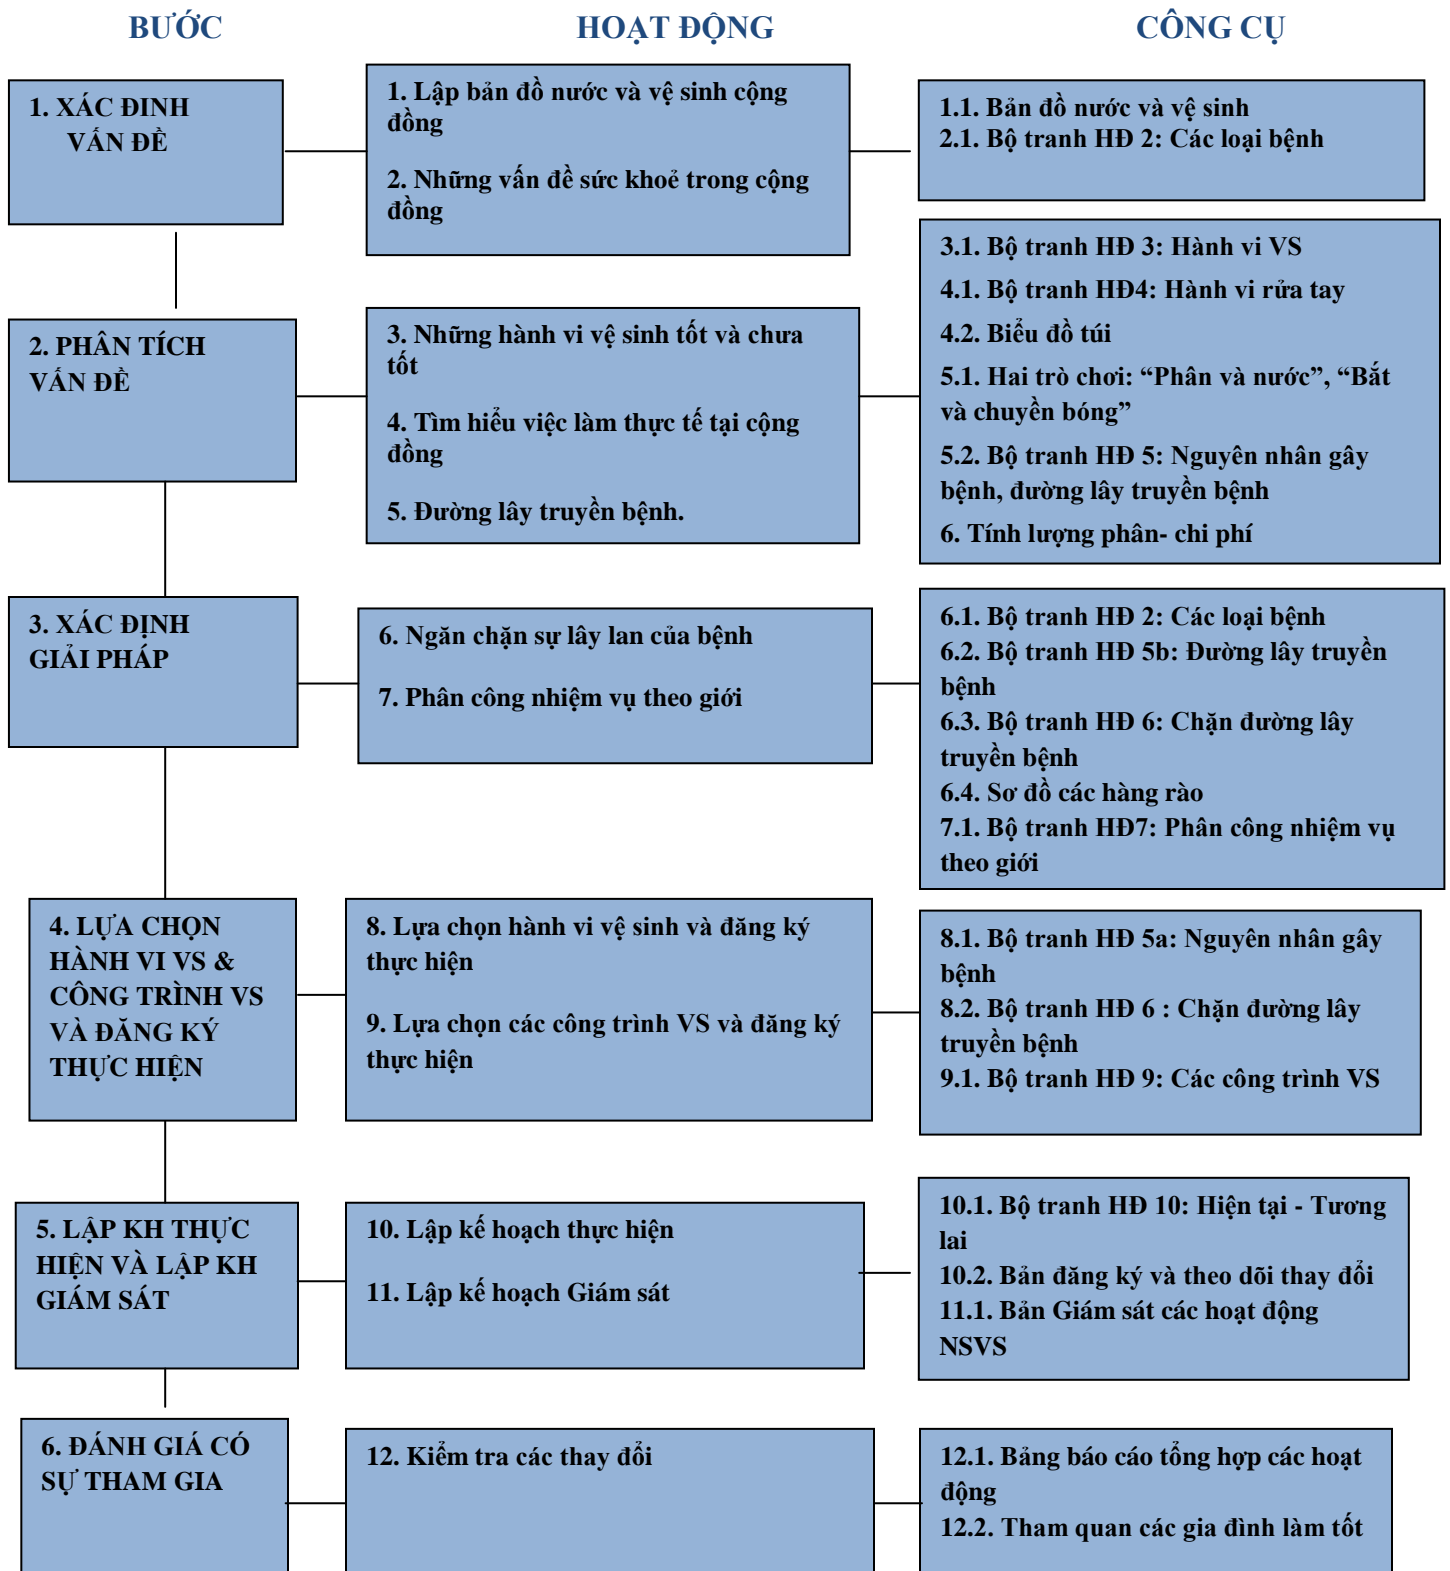 BƯỚC
HOẠT ĐỘNG
CÔNG CỤ
1. XÁC ĐINH
VẤN ĐỀ
1. Lập bản đồ nước và vệ sinh cộng
đồng
2. Những vấn đề sức khoẻ trong cộng
đồng
1.1. Bản đồ nước và vệ sinh
2.1. Bộ tranh HĐ 2: Các loại bệnh
2. PHÂN TÍCH
VẤN ĐỀ
3. Những hành vi vệ sinh tốt và chưa
tốt
4. Tìm hiểu việc làm thực tế tại cộng
đồng
5. Đường lây truyền bệnh.
3.1. Bộ tranh HĐ 3: Hành vi VS
4.1. Bộ tranh HĐ4: Hành vi rửa tay
4.2. Biểu đồ túi
5.1. Hai trò chơi: “Phân và nước”, “Bắt
và chuyền bóng”
5.2. Bộ tranh HĐ 5: Nguyên nhân gây
bệnh, đường lây truyền bệnh
6. Tính lượng phân- chi phí
3. XÁC ĐỊNH
GIẢI PHÁP
6. Ngăn chặn sự lây lan của bệnh
7. Phân công nhiệm vụ theo giới
6.1. Bộ tranh HĐ 2: Các loại bệnh
6.2. Bộ tranh HĐ 5b: Đường lây truyền
bệnh
6.3. Bộ tranh HĐ 6: Chặn đường lây
truyền bệnh
6.4. Sơ đồ các hàng rào
7.1. Bộ tranh HĐ7: Phân công nhiệm vụ
theo giới
4. LỰA CHỌN
HÀNH VI VS &
CÔNG TRÌNH VS
VÀ ĐĂNG KÝ
THỰC HIỆN
8. Lựa chọn hành vi vệ sinh và đăng ký
thực hiện
9. Lựa chọn các công trình VS và đăng ký
thực hiện
8.1. Bộ tranh HĐ 5a: Nguyên nhân gây
bệnh
8.2. Bộ tranh HĐ 6 : Chặn đường lây
truyền bệnh
9.1. Bộ tranh HĐ 9: Các công trình VS
5. LẬP KH THỰC
HIỆN VÀ LẬP KH
GIÁM SÁT
10. Lập kế hoạch thực hiện
11. Lập kế hoạch Giám sát
10.1. Bộ tranh HĐ 10: Hiện tại - Tương
lai
10.2. Bản đăng ký và theo dõi thay đổi
11.1. Bản Giám sát các hoạt động
NSVS
6. ĐÁNH GIÁ CÓ
SỰ THAM GIA
12. Kiểm tra các thay đổi
12.1. Bảng báo cáo tổng hợp các hoạt
động
12.2. Tham quan các gia đình làm tốt